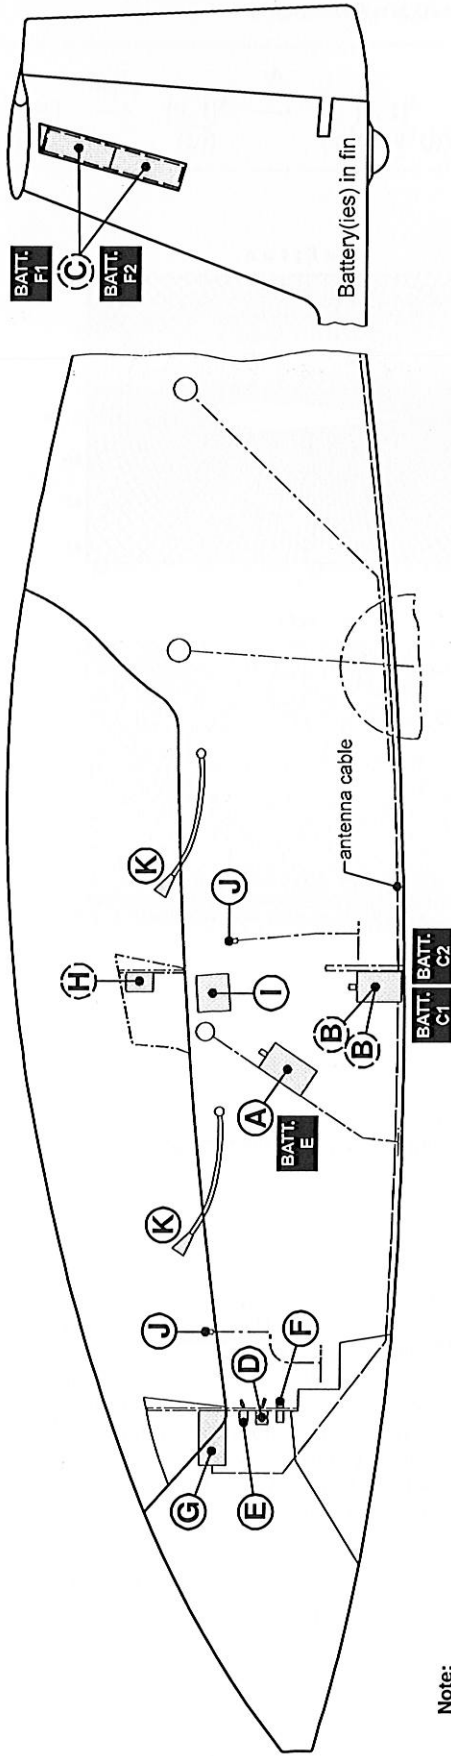 BATT.
F1
C
BATT.
F2
Battery(ies) in fin
K
K
H
J
J
I
A
BATT.
E
B
B
BATT.
C1
BATT.
C2
antenna cable
G
E
D
F
Note: